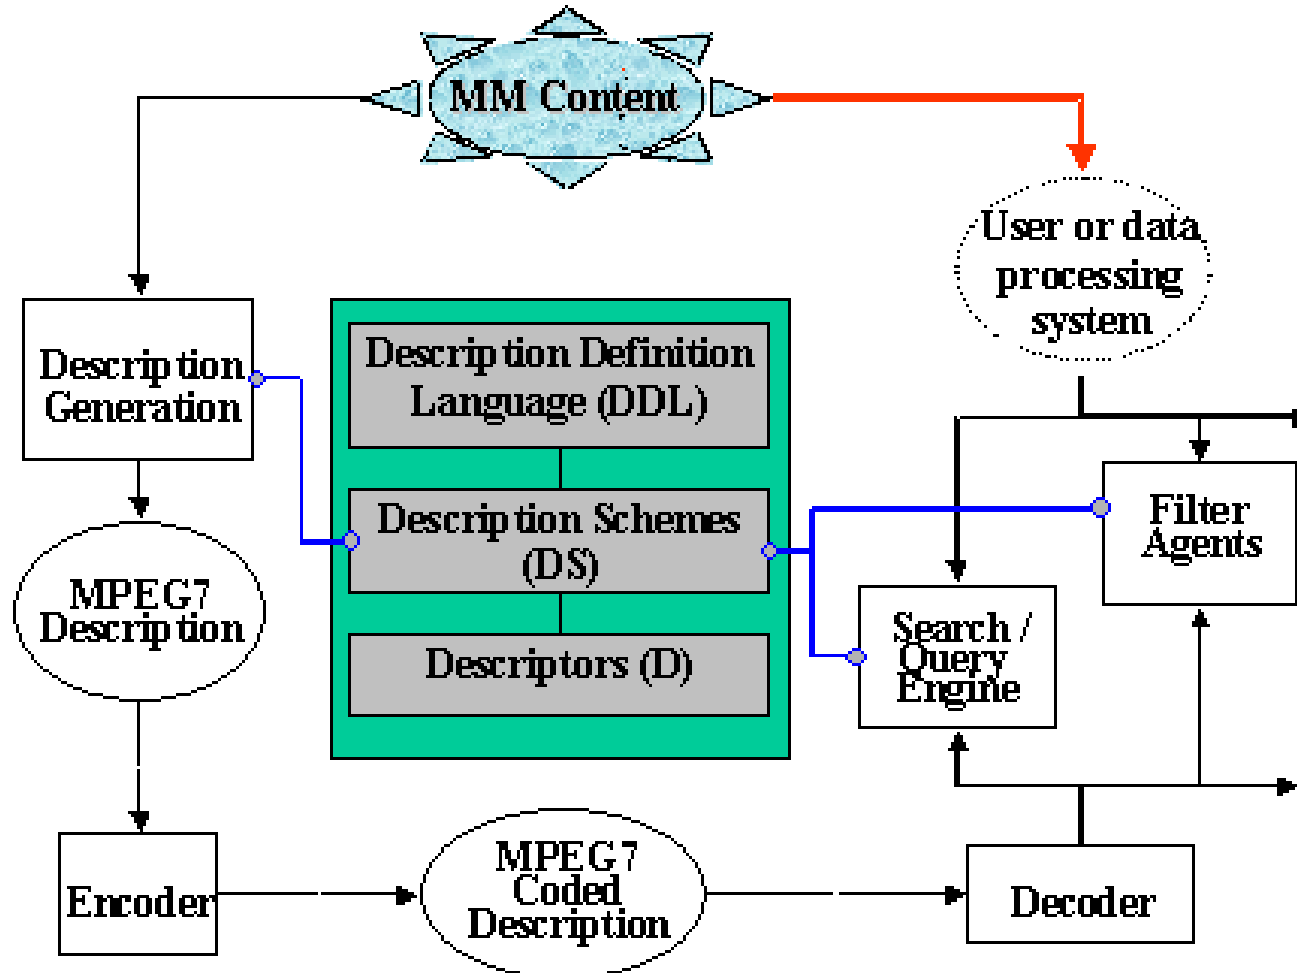 MM Content
User or data
processing
system
Description
Generation
Description Definition
Language (DDL)
Description Schemes
(DS)
Descriptors (D)
Filter
Agents
MPEG7
Description
Search /
Query
Engine
Encoder
MPEG7
Coded
Description
Decoder